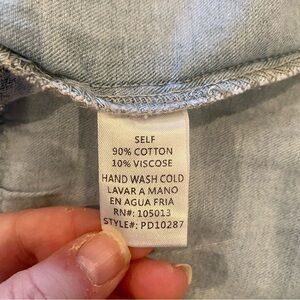 SELF
90% COTTON
10% VISCOSE
HAND WASH COLD
LAVAR A MANO
EN AGUA FRIA
RN#: 105013
STYLE#: PD10287